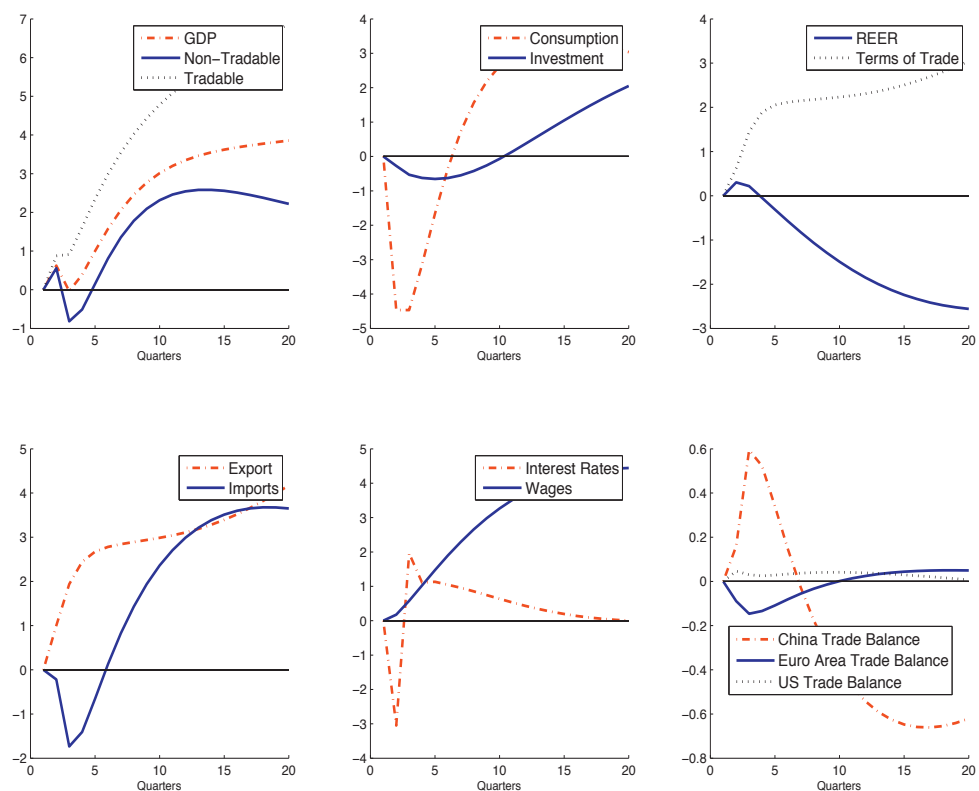 7
6
5
4
3
2
1
0
−1
0 5 10 15 20
Quarters
GDP
Non−Tradable
Tradable
4
3
2
1
0
−1
−2
−3
−4
−5
0 5 10 15 20
Quarters
Consumption
Investment
4
3
2
1
0
−1
−2
−3
0 5 10 15 20
Quarters
REER
Terms of Trade
5
4
3
2
1
0
−1
−2
0 5 10 15 20
Quarters
Export
Imports
5
4
3
2
1
0
−1
−2
−3
−4
0 5 10 15 20
Quarters
Interest Rates
Wages
0.6
0.4
0.2
0
−0.2
−0.4
−0.6
−0.8
0 5 10 15 20
Quarters
China Trade Balance
Euro Area Trade Balance
US Trade Balance